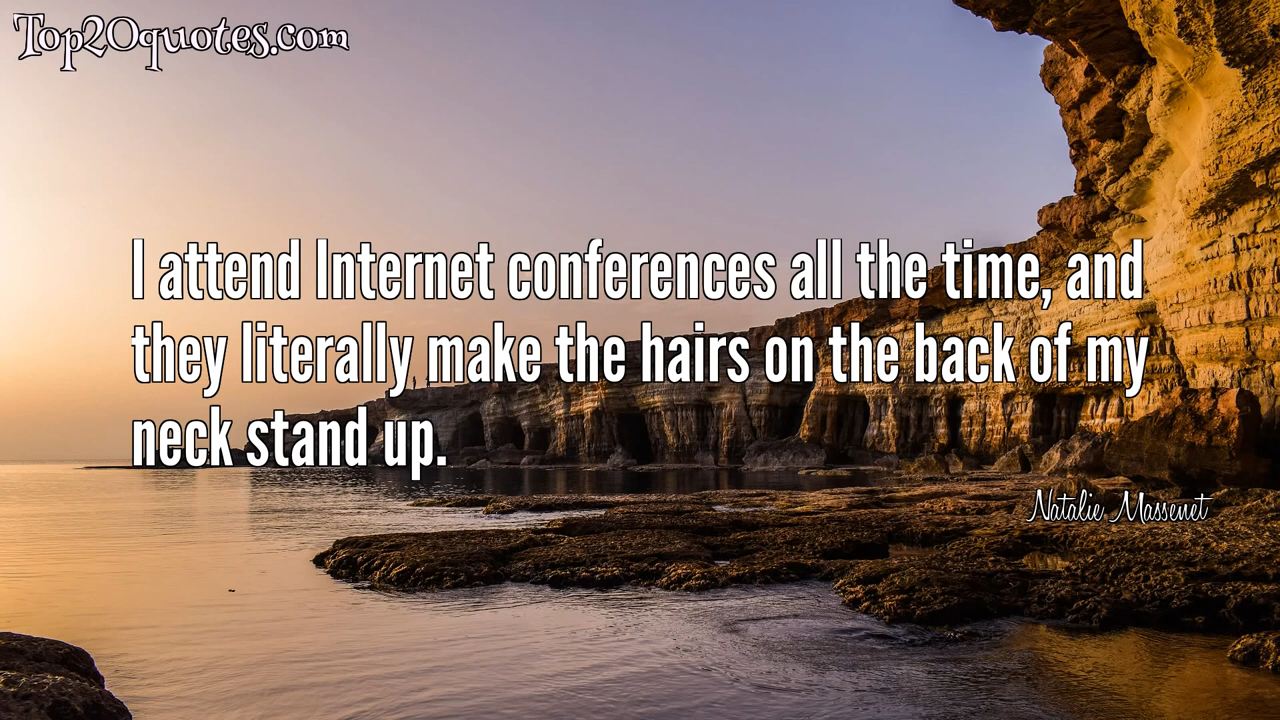 Top20quotes.com
I attend Internet conferences all the time, and
they literally make the hairs on the back of my
neck stand up.
Natalie Massenet